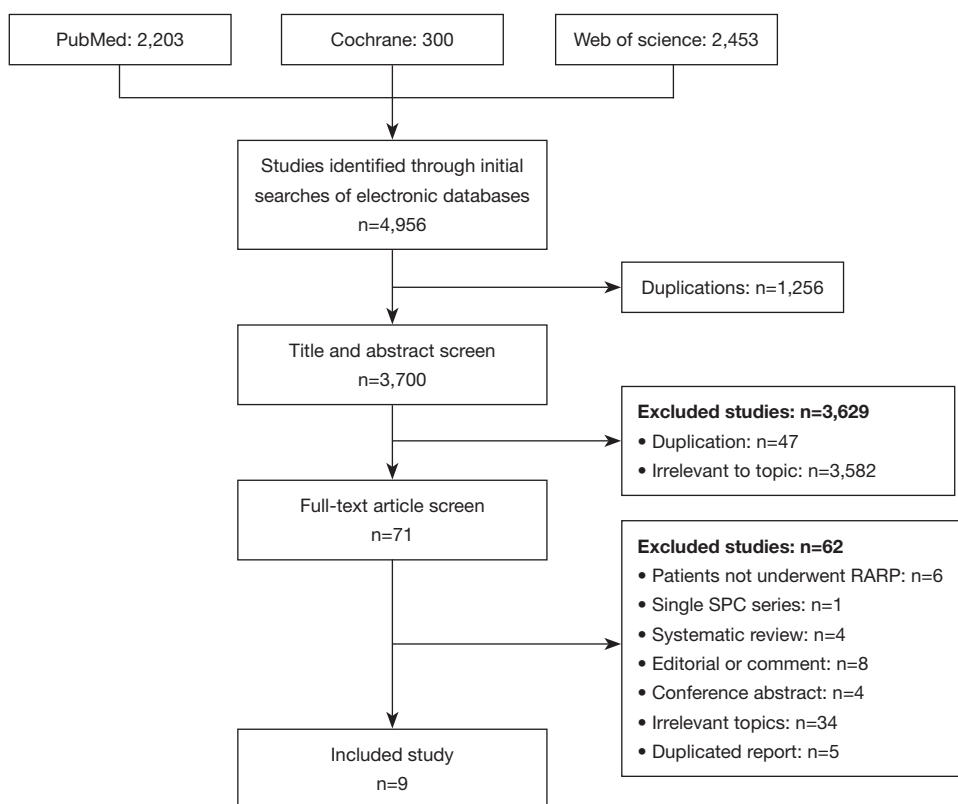 PubMed: 2,203
Cochrane: 300
Web of science: 2,453
Studies identified through initial
searches of electronic databases
n=4,956
Duplications: n=1,256
Title and abstract screen
n=3,700
Excluded studies: n=3,629
• Duplication: n=47
• Irrelevant to topic: n=3,582
Full-text article screen
n=71
Excluded studies: n=62
• Patients not underwent RARP: n=6
• Single SPC series: n=1
• Systematic review: n=4
• Editorial or comment: n=8
• Conference abstract: n=4
• Irrelevant topics: n=34
• Duplicated report: n=5
Included study
n=9